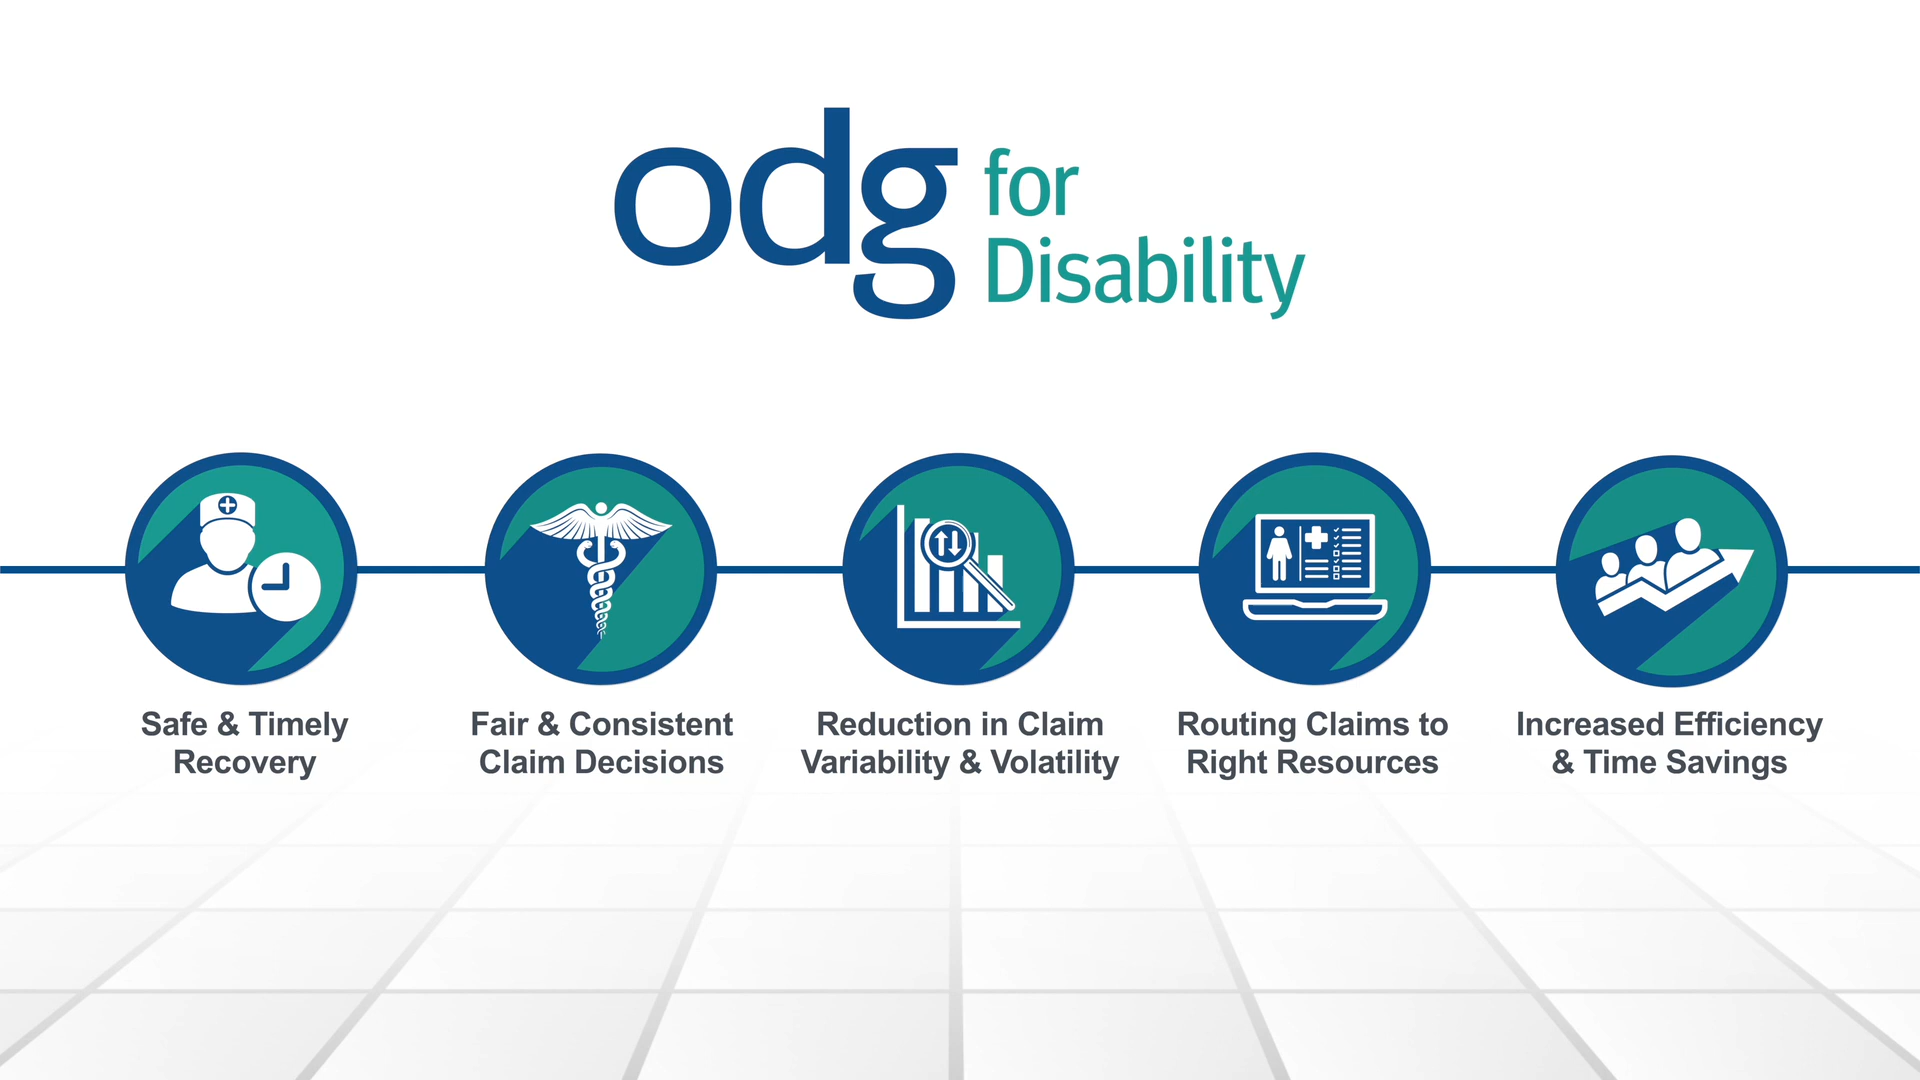 odg for
Disability
Safe & Timely
Recovery
Fair & Consistent
Claim Decisions
Reduction in Claim
Variability & Volatility
Routing Claims to
Right Resources
Increased Efficiency
& Time Savings